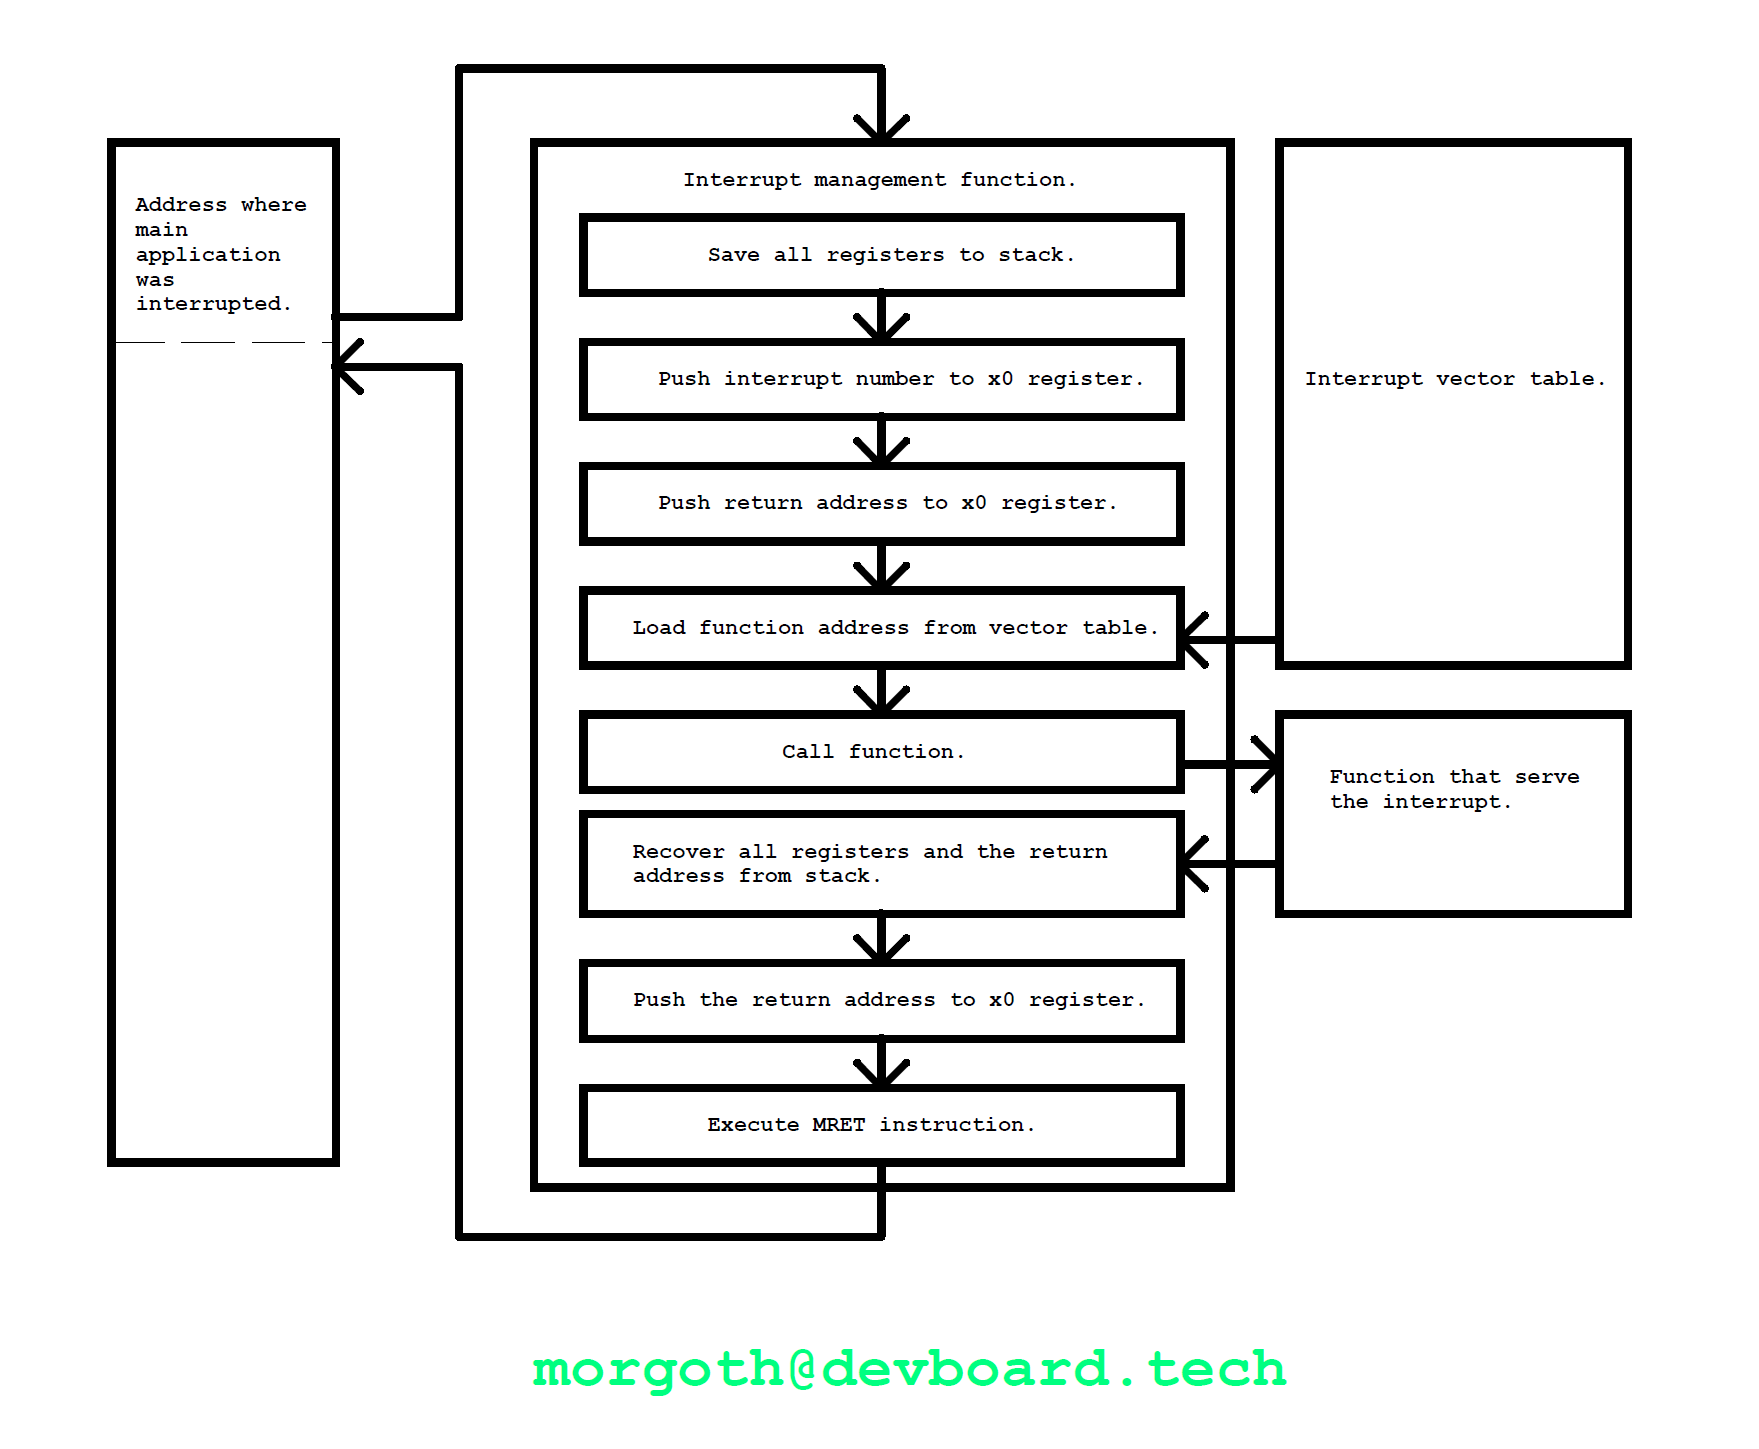 Address where
main
application
was
interrupted.
Interrupt management function.
Save all registers to stack.
Push interrupt number to x0 register.
Push return address to x0 register.
Load function address from vector table.
Call function.
Recover all registers and the return
address from stack.
Push the return address to x0 register.
Execute MRET instruction.
Interrupt vector table.
Function that serve
the interrupt.
morgoth@devboard.tech